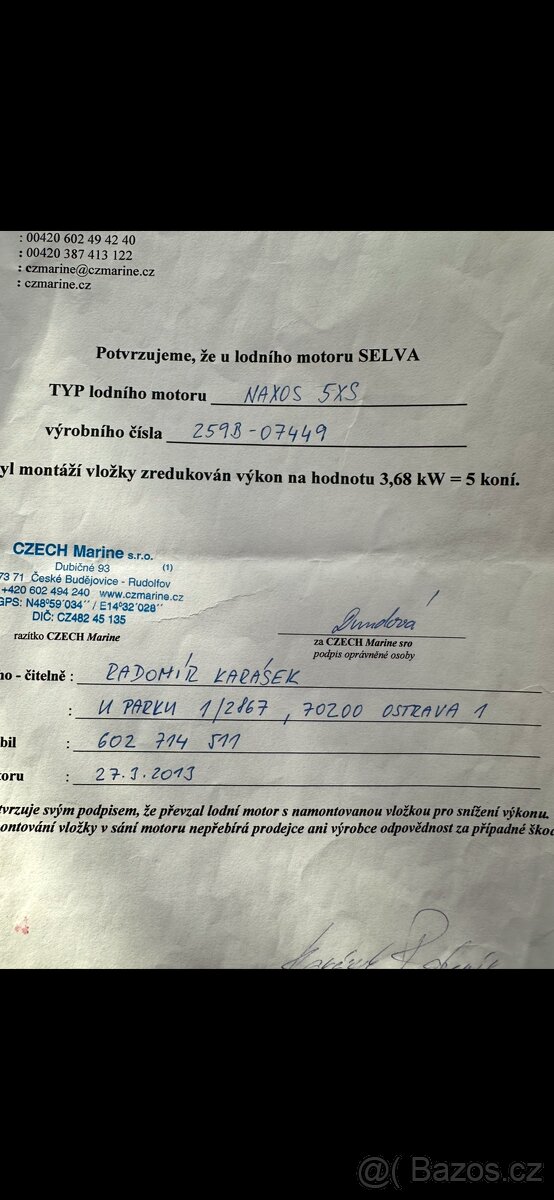 : 00420 602 49 42 40
: 00420 387 413 122
: czmarine@czmarine.cz
: czmarine.cz
Potvrzujeme, že u lodního motoru SELVA
TYP lodního motoru NAXOS 5XS
výrobního čísla 259B-07449
yl montáží vložky zredukován výkon na hodnotu 3,68 kW = 5 koní.
CZECH Marine s.r.o.
Dubičné 93 (1)
73 71 České Budějovice - Rudolfov
+420 602 494 240 www.czmarine.cz
GPS: N48°59´034´´ / E14°32´028´´
DIČ: CZ482 45 135
razítko CZECH Marine
Dundová
za CZECH Marine sro
podpis oprávněné osoby
no - čitelně : RADOMÍR KARÁSEK
: U PARKU 1/2867, 70200 OSTRAVA 1
bil : 602 714 511
toru : 27.3.2013
tvrzuje svým podpisem, že převzal lodní motor s namontovanou vložkou pro snížení výkonu.
ontování vložky v sání motoru nepřebírá prodejce ani výrobce odpovědnost za případné škod
@( Bazos.cz